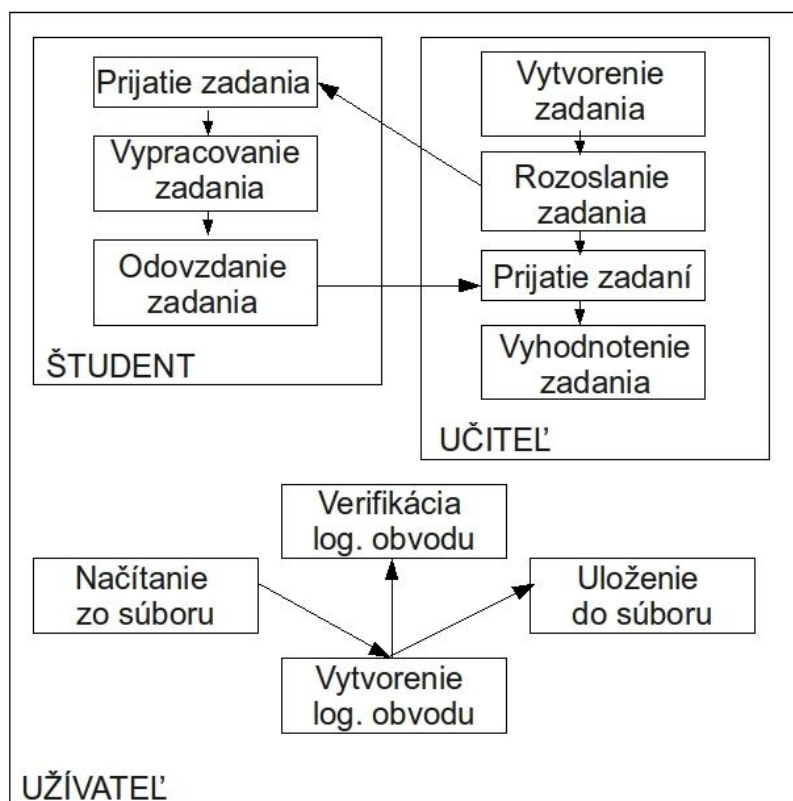 Prijatie zadania
Vypracovanie
zadania
Odovzdanie
zadania
ŠTUDENT
Vytvorenie
zadania
Rozoslanie
zadania
Prijatie zadaní
Vyhodnotenie
zadania
UČITEĽ
Verifikácia
log. obvodu
Načítanie
zo súboru
Uloženie
do súboru
Vytvorenie
log. obvodu
UŽÍVATEĽ